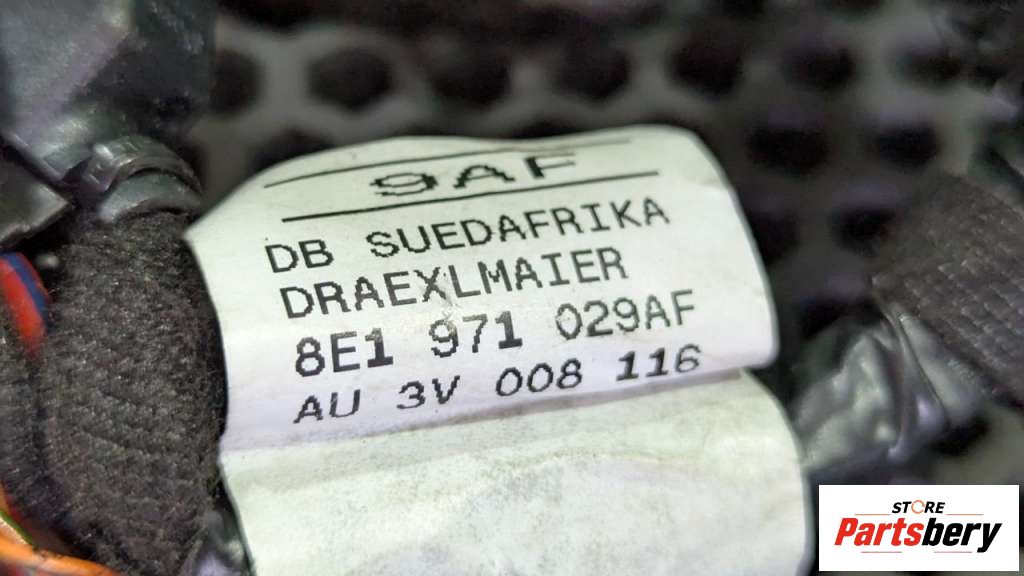 9AF
DB SUEDAFRIKA
DRAEXLMAIER
8E1 971 029AF
AU 3V 008 116
STORE
Partsbery